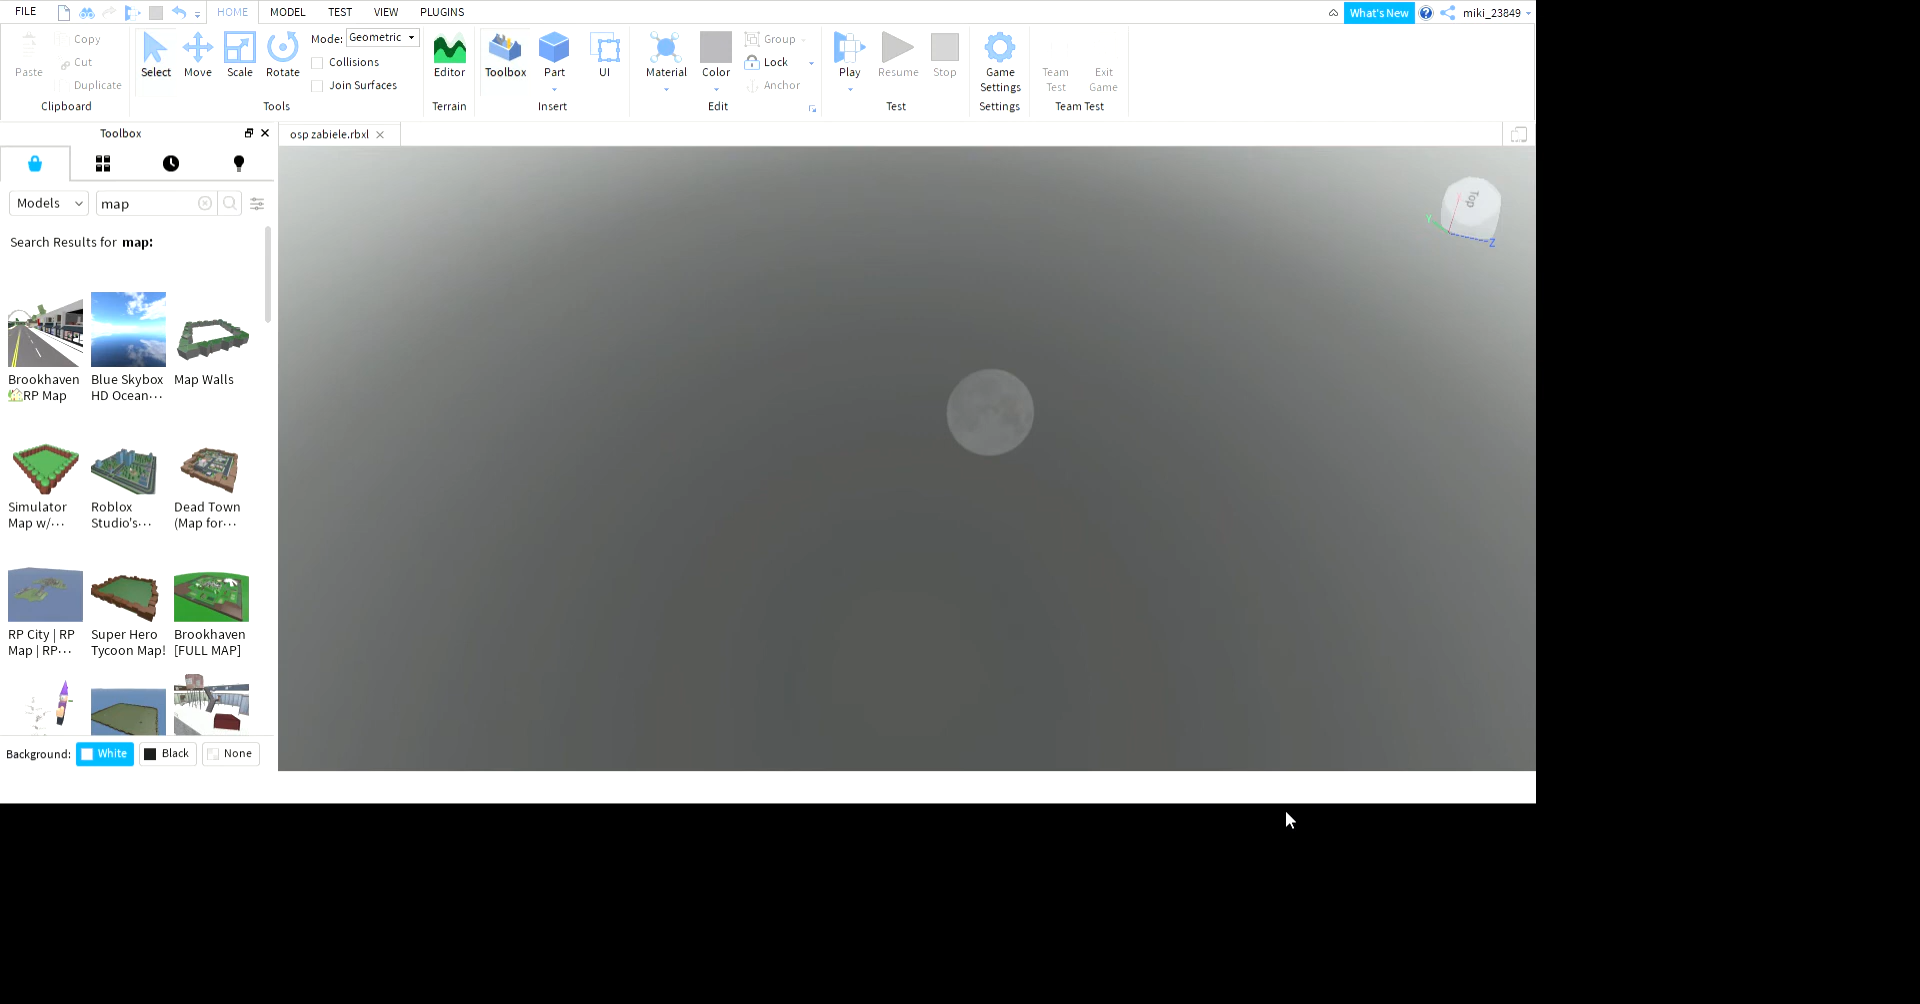 FILE HOME MODEL TEST VIEW PLUGINS What's New miki_23849
Paste Copy Cut Duplicate
Clipboard
Select Move Scale Rotate
Mode: Geometric
Collisions
Join Surfaces
Tools
Editor
Terrain
Toolbox Part UI
Insert
Material Color Group Lock Anchor
Edit
Play Resume Stop
Test
Game Settings
Settings
Team Test Exit Game
Team Test
Toolbox
osp zabiele.rbxl
Models map
Search Results for map:
Brookhaven Blue Skybox Map Walls
RP Map HD Ocean...
Simulator Roblox Dead Town
Map w/... Studio's... (Map for...
RP City | RP Super Hero Brookhaven
Map | RP... Tycoon Map! [FULL MAP]
Background: White Black None
Top
Y
Z